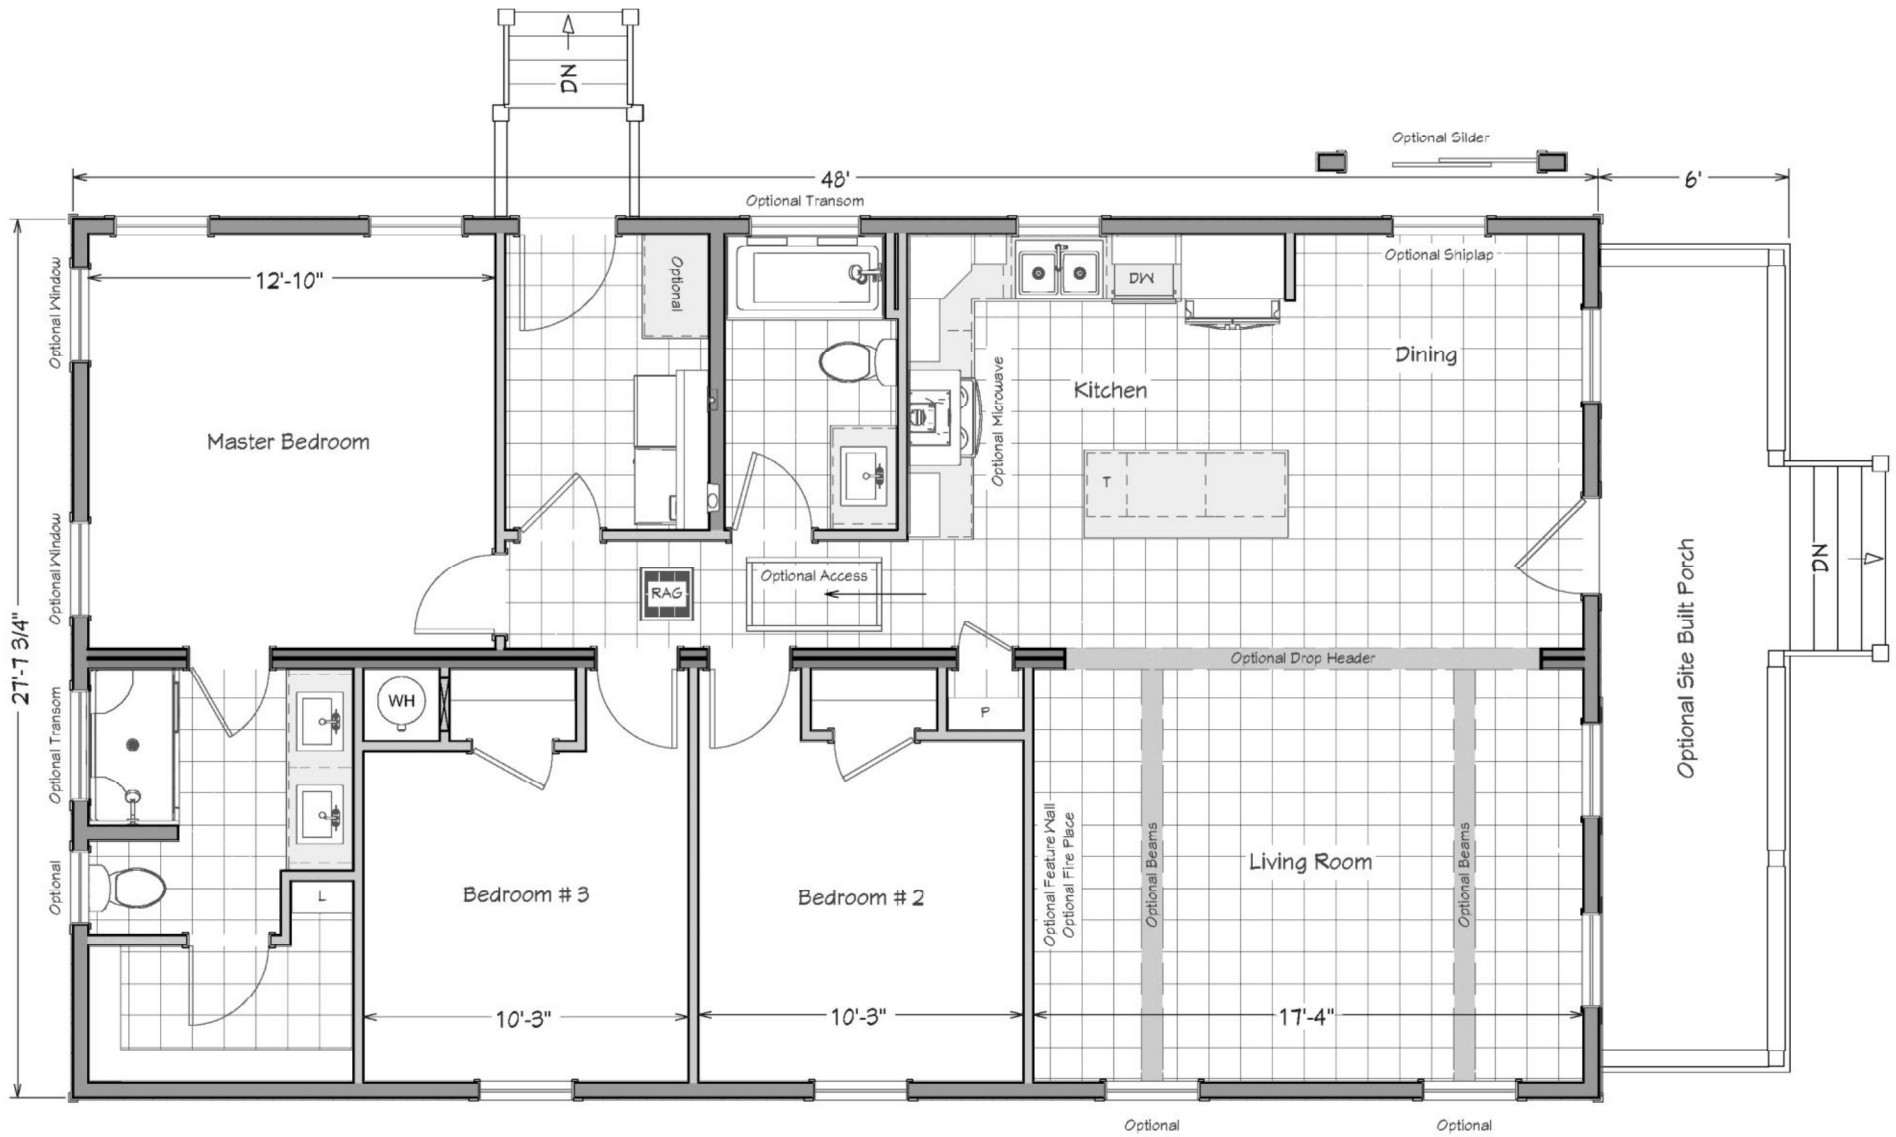 DN
Optional Silder
48'
6'
Optional Transom
Optional Window
12'-10"
Optional
DW
Optional Shiplap
Dining
Kitchen
Optional Microwave
Master Bedroom
T
Optional Window
RAG
Optional Access
Optional Site Built Porch
DN
27'-7 3/4"
Optional Drop Header
WH
P
Optional Transom
Optional Feature Wall
Optional Fire Place
Optional Beams
Living Room
Optional Beams
Optional
L
Bedroom # 3
Bedroom # 2
10'-3"
10'-3"
17'-4"
Optional
Optional